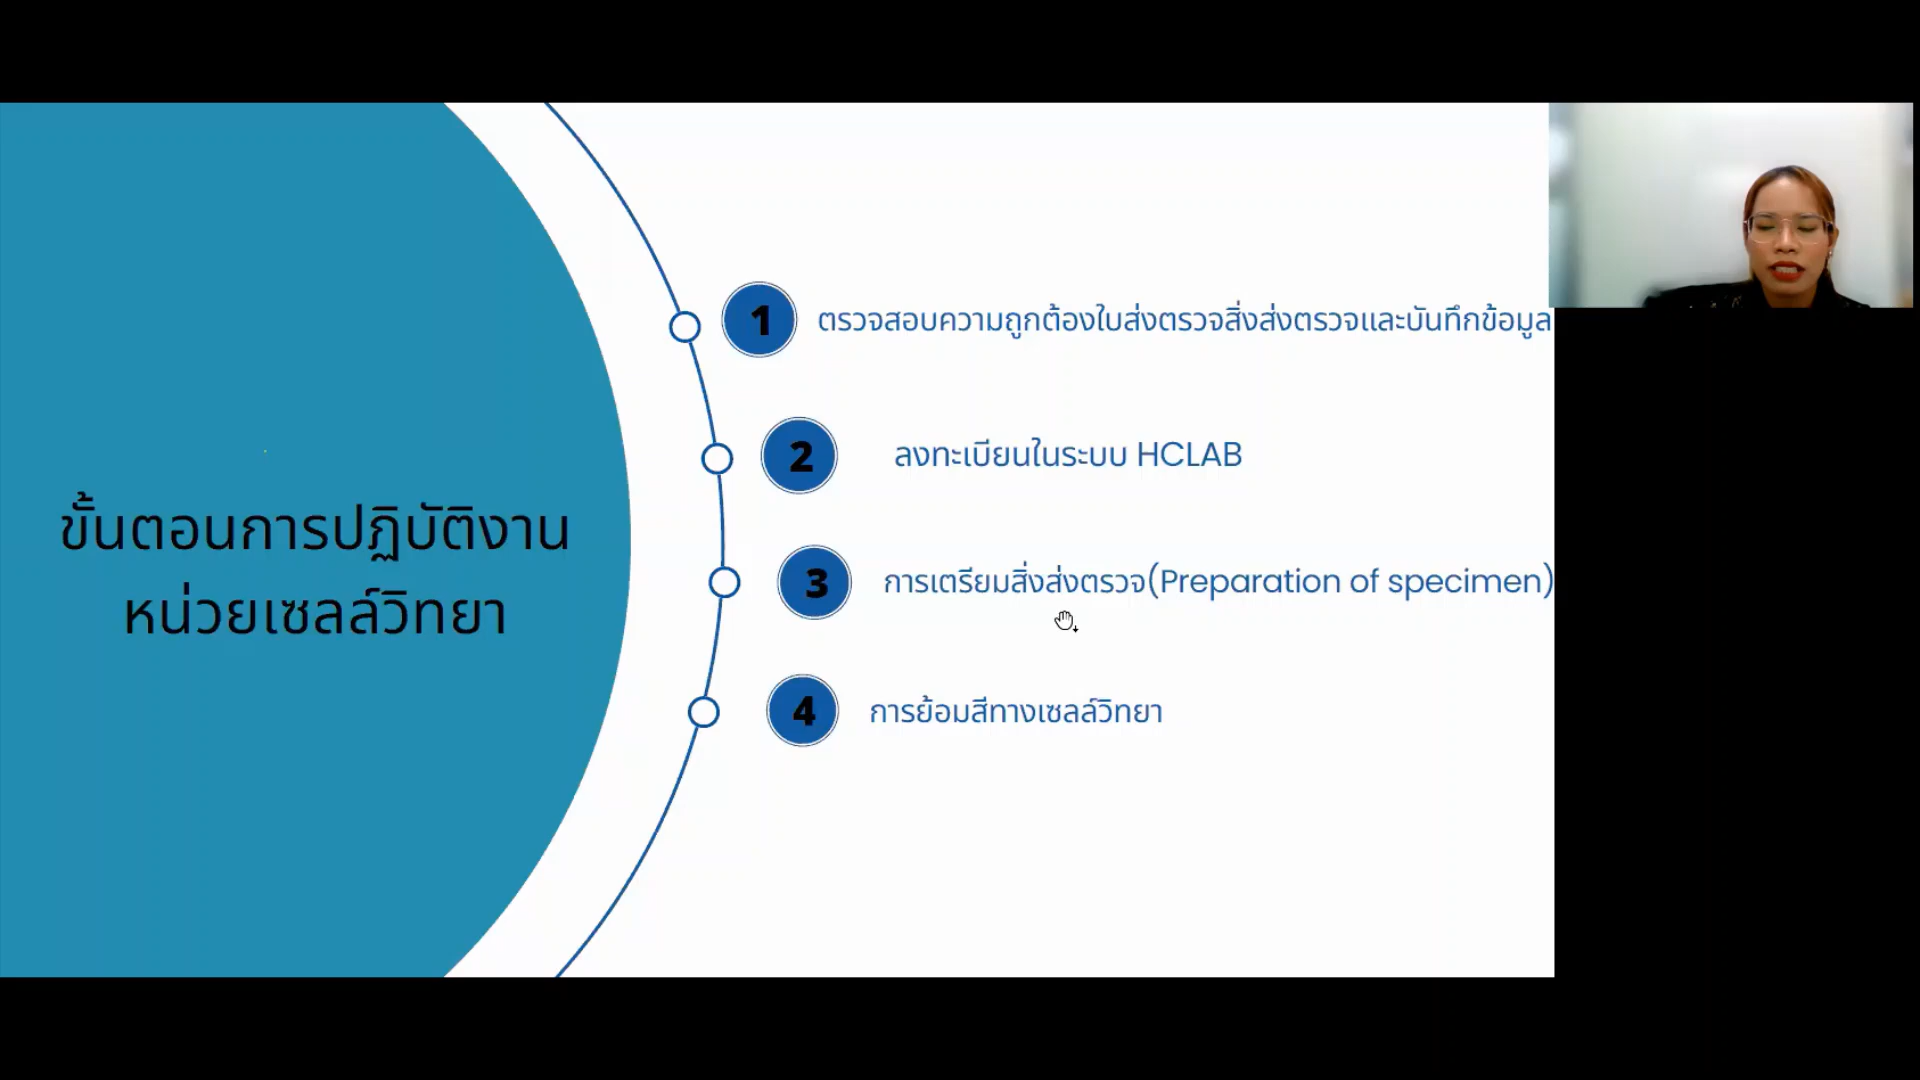 ขั้นตอนการปฏิบัติงาน
หน่วยเซลล์วิทยา
1 ตรวจสอบความถูกต้องใบส่งตรวจสิ่งส่งตรวจและบันทึกข้อมูล
2 ลงทะเบียนในระบบ HCLAB
3 การเตรียมสิ่งส่งตรวจ(Preparation of specimen)
4 การย้อมสีทางเซลล์วิทยา